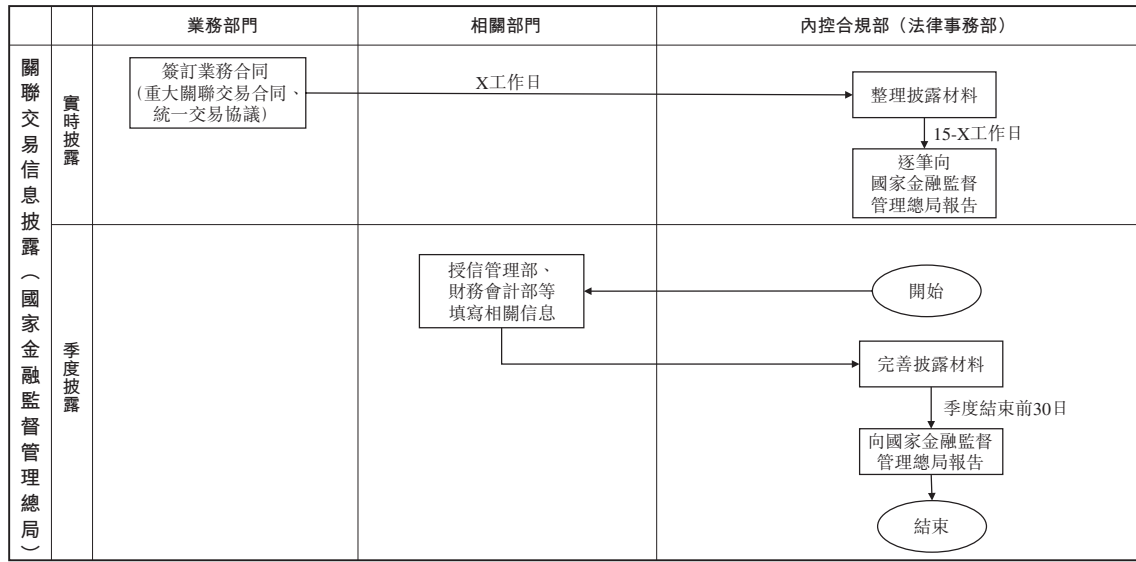 業務部門
相關部門
內控合規部（法律事務部）
關聯交易信息披露（國家金融監督管理總局）
實時披露
簽訂業務合同
(重大關聯交易合同、
統一交易協議)
X工作日
整理披露材料
15-X工作日
逐筆向
國家金融監督
管理總局報告
季度披露
授信管理部、
財務會計部等
填寫相關信息
開始
完善披露材料
季度結束前30日
向國家金融監督
管理總局報告
結束